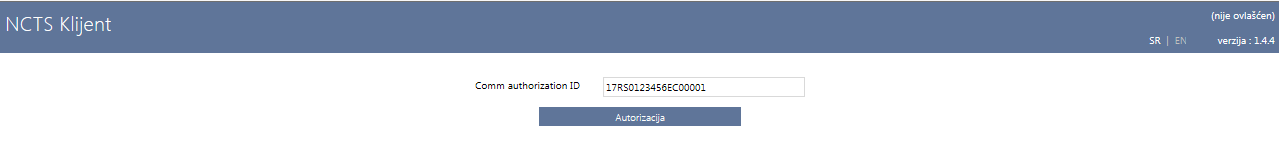 NCTS Klijent
(nije ovlašćen)
SR | EN
verzija : 1.4.4
Comm authorization ID
17RS0123456EC00001
Autorizacija